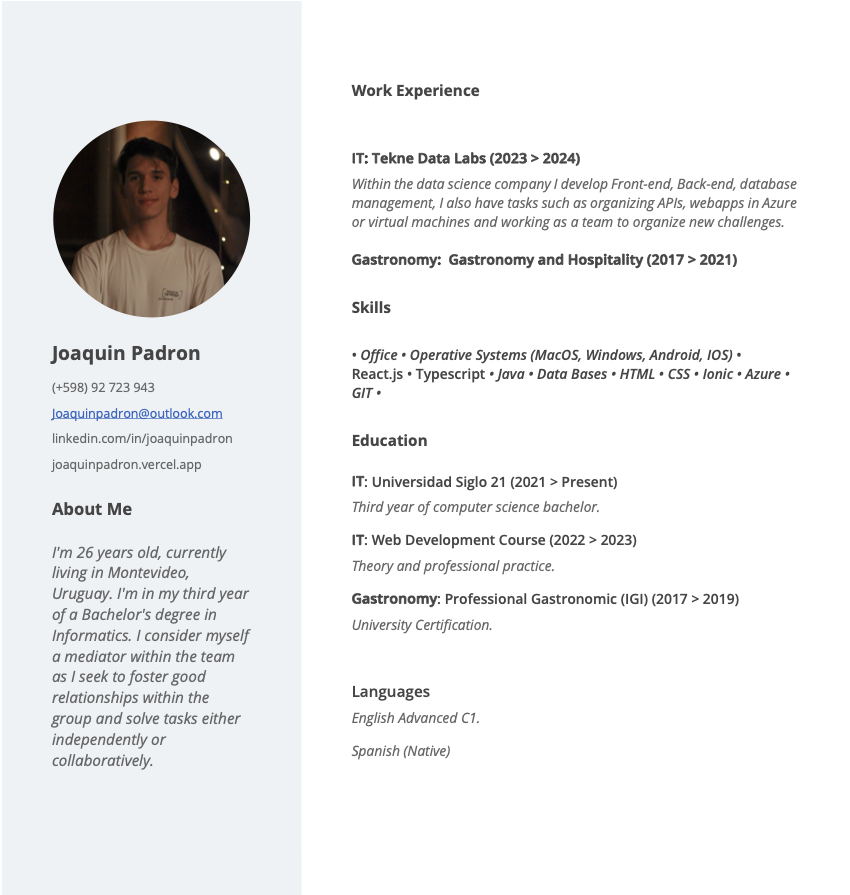 Joaquin Padron
(+598) 92 723 943
Joaquinpadron@outlook.com
linkedin.com/in/joaquinpadron
joaquinpadron.vercel.app
About Me
I'm 26 years old, currently
living in Montevideo,
Uruguay. I'm in my third year
of a Bachelor's degree in
Informatics. I consider myself
a mediator within the team
as I seek to foster good
relationships within the
group and solve tasks either
independently or
collaboratively.
Work Experience
IT: Tekne Data Labs (2023 > 2024)
Within the data science company I develop Front-end, Back-end, database
management, I also have tasks such as organizing APIs, webapps in Azure
or virtual machines and working as a team to organize new challenges.
Gastronomy:  Gastronomy and Hospitality (2017 > 2021)
Skills
• Office • Operative Systems (MacOS, Windows, Android, IOS) •
React.js • Typescript • Java • Data Bases • HTML • CSS • Ionic • Azure •
GIT •
Education
IT: Universidad Siglo 21 (2021 > Present)
Third year of computer science bachelor.
IT: Web Development Course (2022 > 2023)
Theory and professional practice.
Gastronomy: Professional Gastronomic (IGI) (2017 > 2019)
University Certification.
Languages
English Advanced C1.
Spanish (Native)